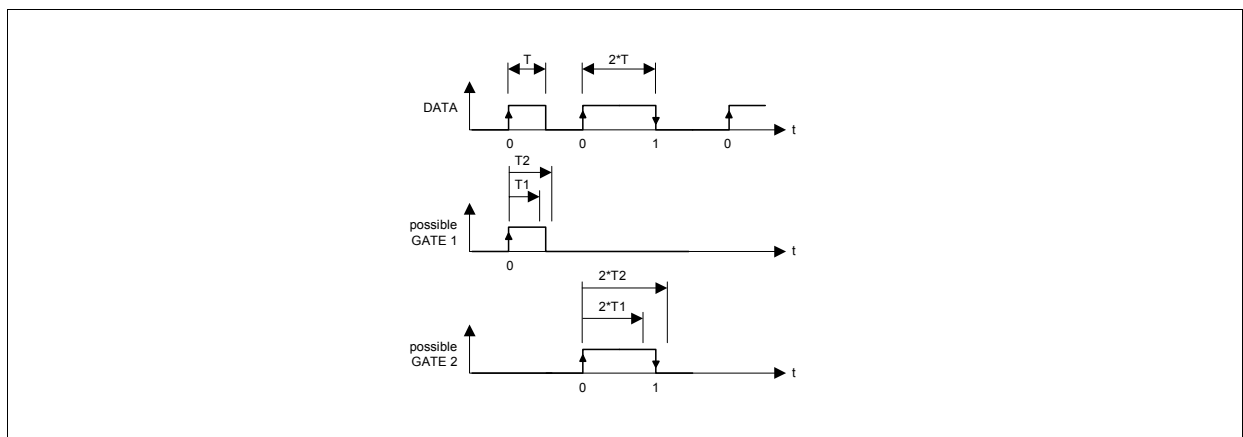 T 2*T
DATA
t
0 0 1 0
T2
T1
possible
GATE 1
t
0
2*T2
2*T1
possible
GATE 2
t
0 1